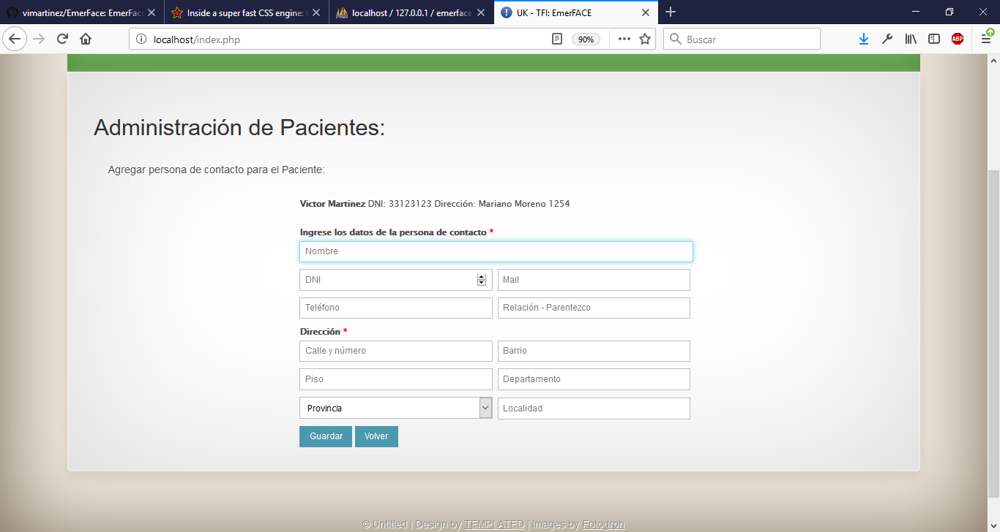 vimartinez/EmerFace: EmerFac
Inside a super fast CSS engine:
localhost / 127.0.0.1 / emerface
UK - TFI: EmerFACE
localhost/index.php
90%
Buscar
ABP
Administración de Pacientes:
Agregar persona de contacto para el Paciente:
Victor Martinez DNI: 33123123 Dirección: Mariano Moreno 1254
Ingrese los datos de la persona de contacto *
Nombre
DNI
Mail
Teléfono
Relación - Parentezco
Dirección *
Calle y número
Barrio
Piso
Departamento
Provincia
Localidad
Guardar
Volver
© Untitled | Design by TEMPLATED | Images by Fotogrph